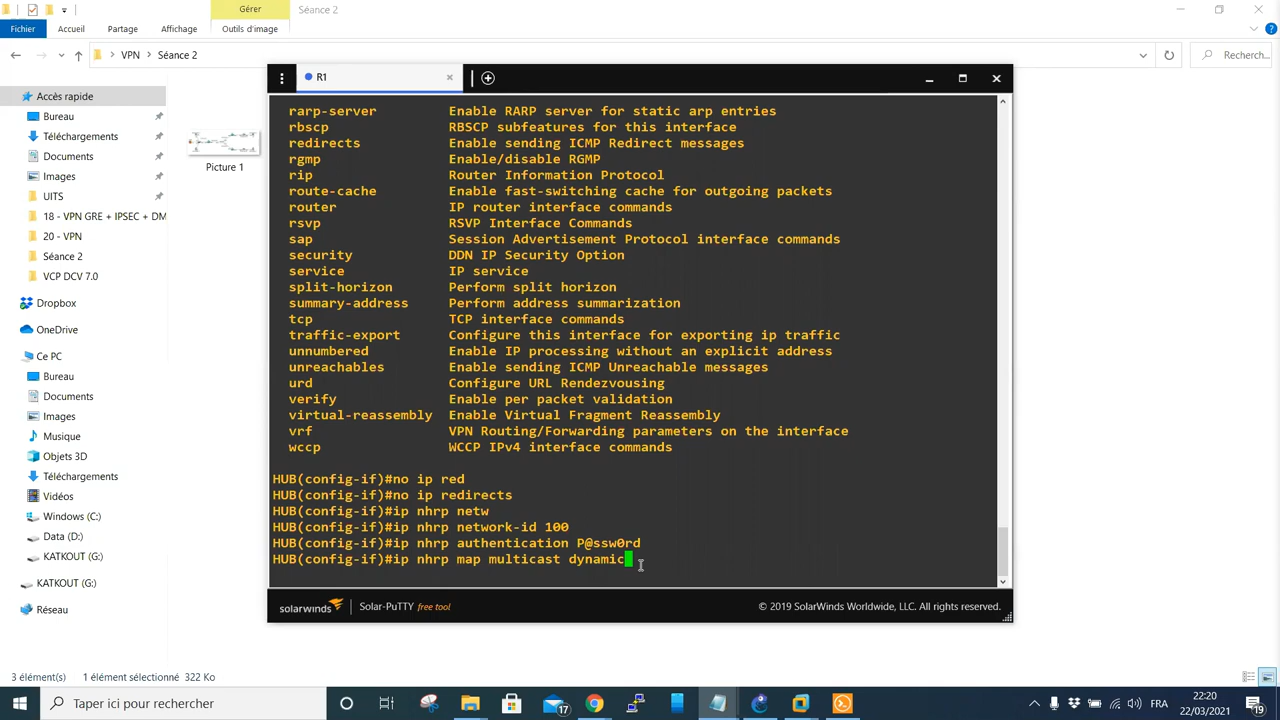 Gérer
Séance 2
Fichier
Accueil
Partage
Affichage
Outils d'image
VPN
Séance 2
Recherch...
Accès rapide
Bureau
Téléchargements
Documents
Images
UITS
18 - VPN GRE + IPSEC + DM
20 - VPN
Séance 2
VCP DCV 7.0
Dropbox
OneDrive
Ce PC
Bureau
Documents
Images
Musique
Objets 3D
Téléchargements
Vidéos
Windows (C:)
Data (D:)
KATKOUT (E:)
KATKOUT (E:)
Réseau
Picture 1
R1
rarp-server Enable RARP server for static arp entries
rbscp RBSCP subfeatures for this interface
redirects Enable sending ICMP Redirect messages
rgmp Enable/disable RGMP
rip Router Information Protocol
route-cache Enable fast-switching cache for outgoing packets
router IP router interface commands
rsvp RSVP Interface Commands
sap Session Advertisement Protocol interface commands
security DDN IP Security Option
service IP service
split-horizon Perform split horizon
summary-address Perform address summarization
tcp TCP interface commands
traffic-export Configure this interface for exporting ip traffic
unnumbered Enable IP processing without an explicit address
unreachables Enable sending ICMP Unreachable messages
urd Configure URL Rendezvousing
verify Enable per packet validation
virtual-reassembly Enable Virtual Fragment Reassembly
vrf VPN Routing/Forwarding parameters on the interface
wccp WCCP IPv4 interface commands
HUB(config-if)#no ip red
HUB(config-if)#no ip redirects
HUB(config-if)#ip nhrp netw
HUB(config-if)#ip nhrp network-id 100
HUB(config-if)#ip nhrp authentication P@ssw0rd
HUB(config-if)#ip nhrp map multicast dynamic
solarwinds Solar-PuTTY free tool © 2019 SolarWinds Worldwide, LLC. All rights reserved.
3 élément(s) 1 élément sélectionné 322 Ko
Taper ici pour rechercher
17
FRA
22:20
22/03/2021
19